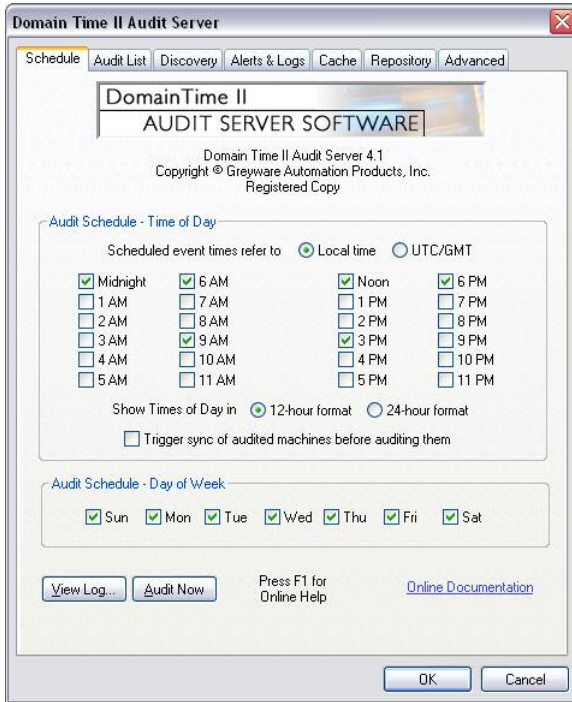 Domain Time II Audit Server
Schedule Audit List Discovery Alerts & Logs Cache Repository Advanced
DomainTime II
AUDIT SERVER SOFTWARE
Domain Time II Audit Server 4.1
Copyright © Greyware Automation Products, Inc.
Registered Copy
Audit Schedule - Time of Day
Scheduled event times refer to Local time UTC/GMT
Midnight 6 AM Noon 6 PM
1 AM 7 AM 1 PM 7 PM
2 AM 8 AM 2 PM 8 PM
3 AM 9 AM 3 PM 9 PM
4 AM 10 AM 4 PM 10 PM
5 AM 11 AM 5 PM 11 PM
Show Times of Day in 12-hour format 24-hour format
Trigger sync of audited machines before auditing them
Audit Schedule - Day of Week
Sun Mon Tue Wed Thu Fri Sat
View Log... Audit Now
Press F1 for
Online Help
Online Documentation
OK Cancel